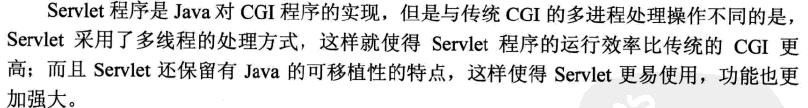 Servlet 程序是 Java 对 CGI 程序的实现，但是与传统 CGI 的多进程处理操作不同的是，
Servlet 采用了多线程的处理方式，这样就使得 Servlet 程序的运行效率比传统的 CGI 更
高；而且 Servlet 还保留有 Java 的可移植性的特点，这样使得 Servlet 更易使用，功能也更
加强大。